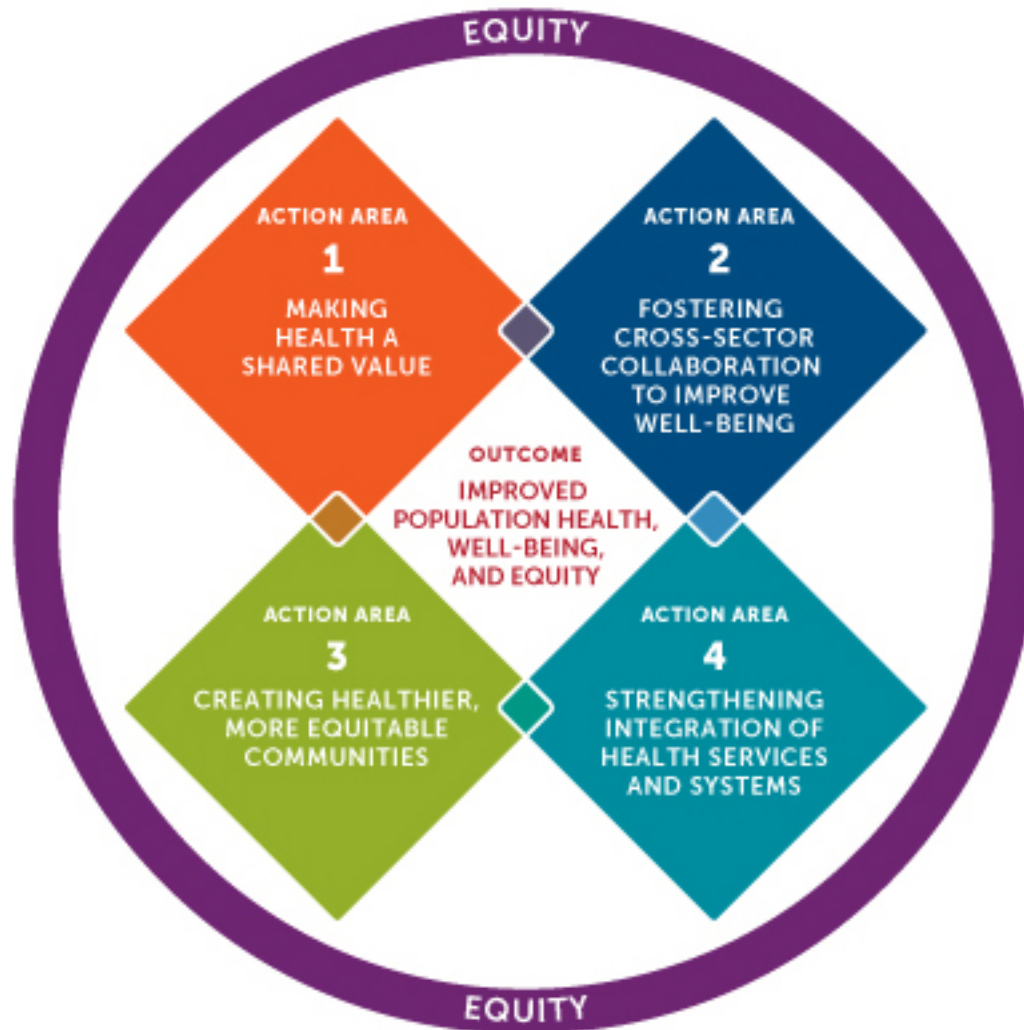 EQUITY
ACTION AREA
1
MAKING
HEALTH A
SHARED VALUE
ACTION AREA
2
FOSTERING
CROSS-SECTOR
COLLABORATION
TO IMPROVE
WELL-BEING
OUTCOME
IMPROVED
POPULATION HEALTH,
WELL-BEING,
AND EQUITY
ACTION AREA
3
CREATING HEALTHIER,
MORE EQUITABLE
COMMUNITIES
ACTION AREA
4
STRENGTHENING
INTEGRATION OF
HEALTH SERVICES
AND SYSTEMS
EQUITY